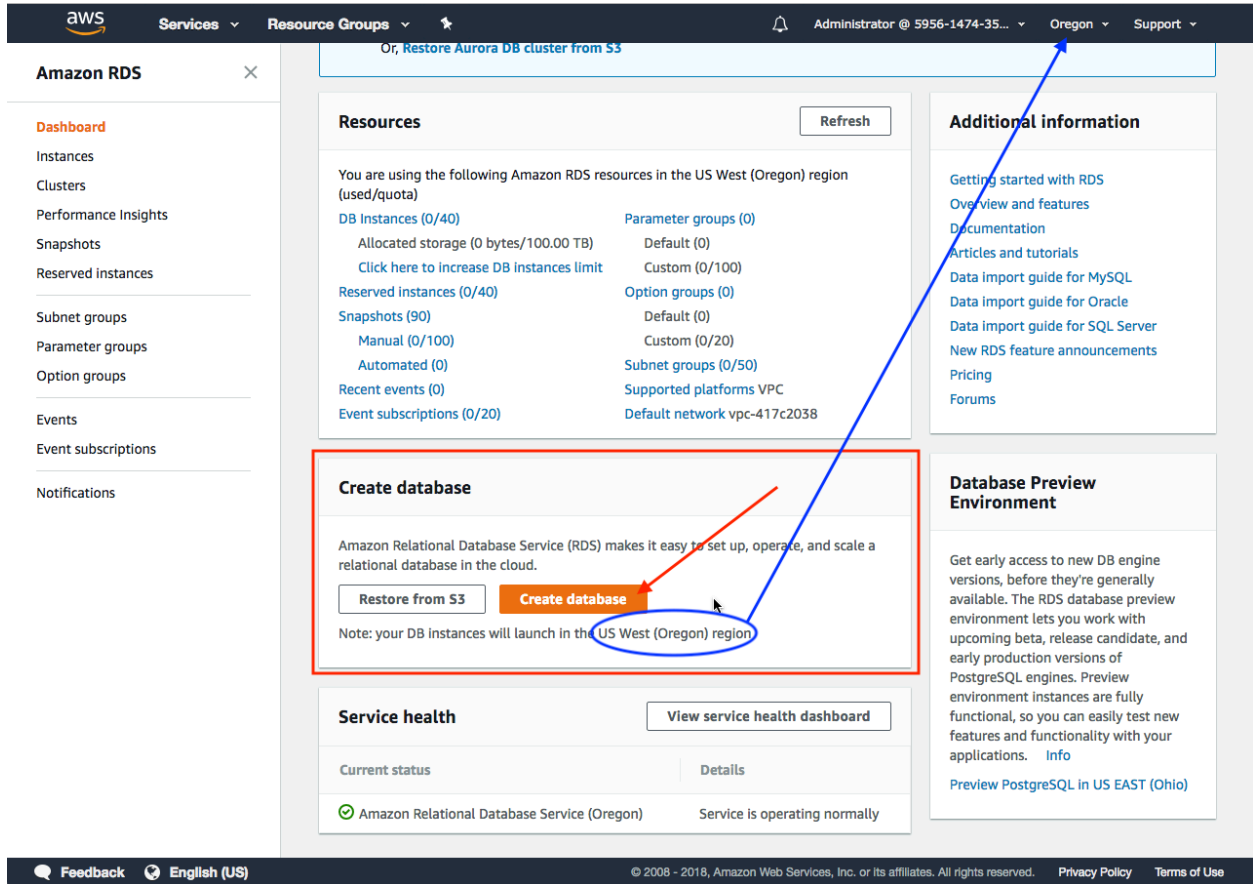 aws
Services
Resource Groups
Administrator @ 5956-1474-35...
Oregon
Support
Amazon RDS
Dashboard
Instances
Clusters
Performance Insights
Snapshots
Reserved instances
Subnet groups
Parameter groups
Option groups
Events
Event subscriptions
Notifications
Or, Restore Aurora DB cluster from S3
Resources
Refresh
You are using the following Amazon RDS resources in the US West (Oregon) region
(used/quota)
DB Instances (0/40)
Allocated storage (0 bytes/100.00 TB)
Click here to increase DB instances limit
Reserved instances (0/40)
Snapshots (90)
Manual (0/100)
Automated (0)
Recent events (0)
Event subscriptions (0/20)
Parameter groups (0)
Default (0)
Custom (0/100)
Option groups (0)
Default (0)
Custom (0/20)
Subnet groups (0/50)
Supported platforms VPC
Default network vpc-417c2038
Create database
Amazon Relational Database Service (RDS) makes it easy to set up, operate, and scale a
relational database in the cloud.
Restore from S3
Create database
Note: your DB instances will launch in the US West (Oregon) region
Service health
View service health dashboard
Current status
Details
Amazon Relational Database Service (Oregon)
Service is operating normally
Additional information
Getting started with RDS
Overview and features
Documentation
Articles and tutorials
Data import guide for MySQL
Data import guide for Oracle
Data import guide for SQL Server
New RDS feature announcements
Pricing
Forums
Database Preview
Environment
Get early access to new DB engine
versions, before they're generally
available. The RDS database preview
environment lets you work with
upcoming beta, release candidate, and
early production versions of
PostgreSQL engines. Preview
environment instances are fully
functional, so you can easily test new
features and functionality with your
applications. Info
Preview PostgreSQL in US EAST (Ohio)
Feedback
English (US)
© 2008 - 2018, Amazon Web Services, Inc. or its affiliates. All rights reserved.
Privacy Policy
Terms of Use